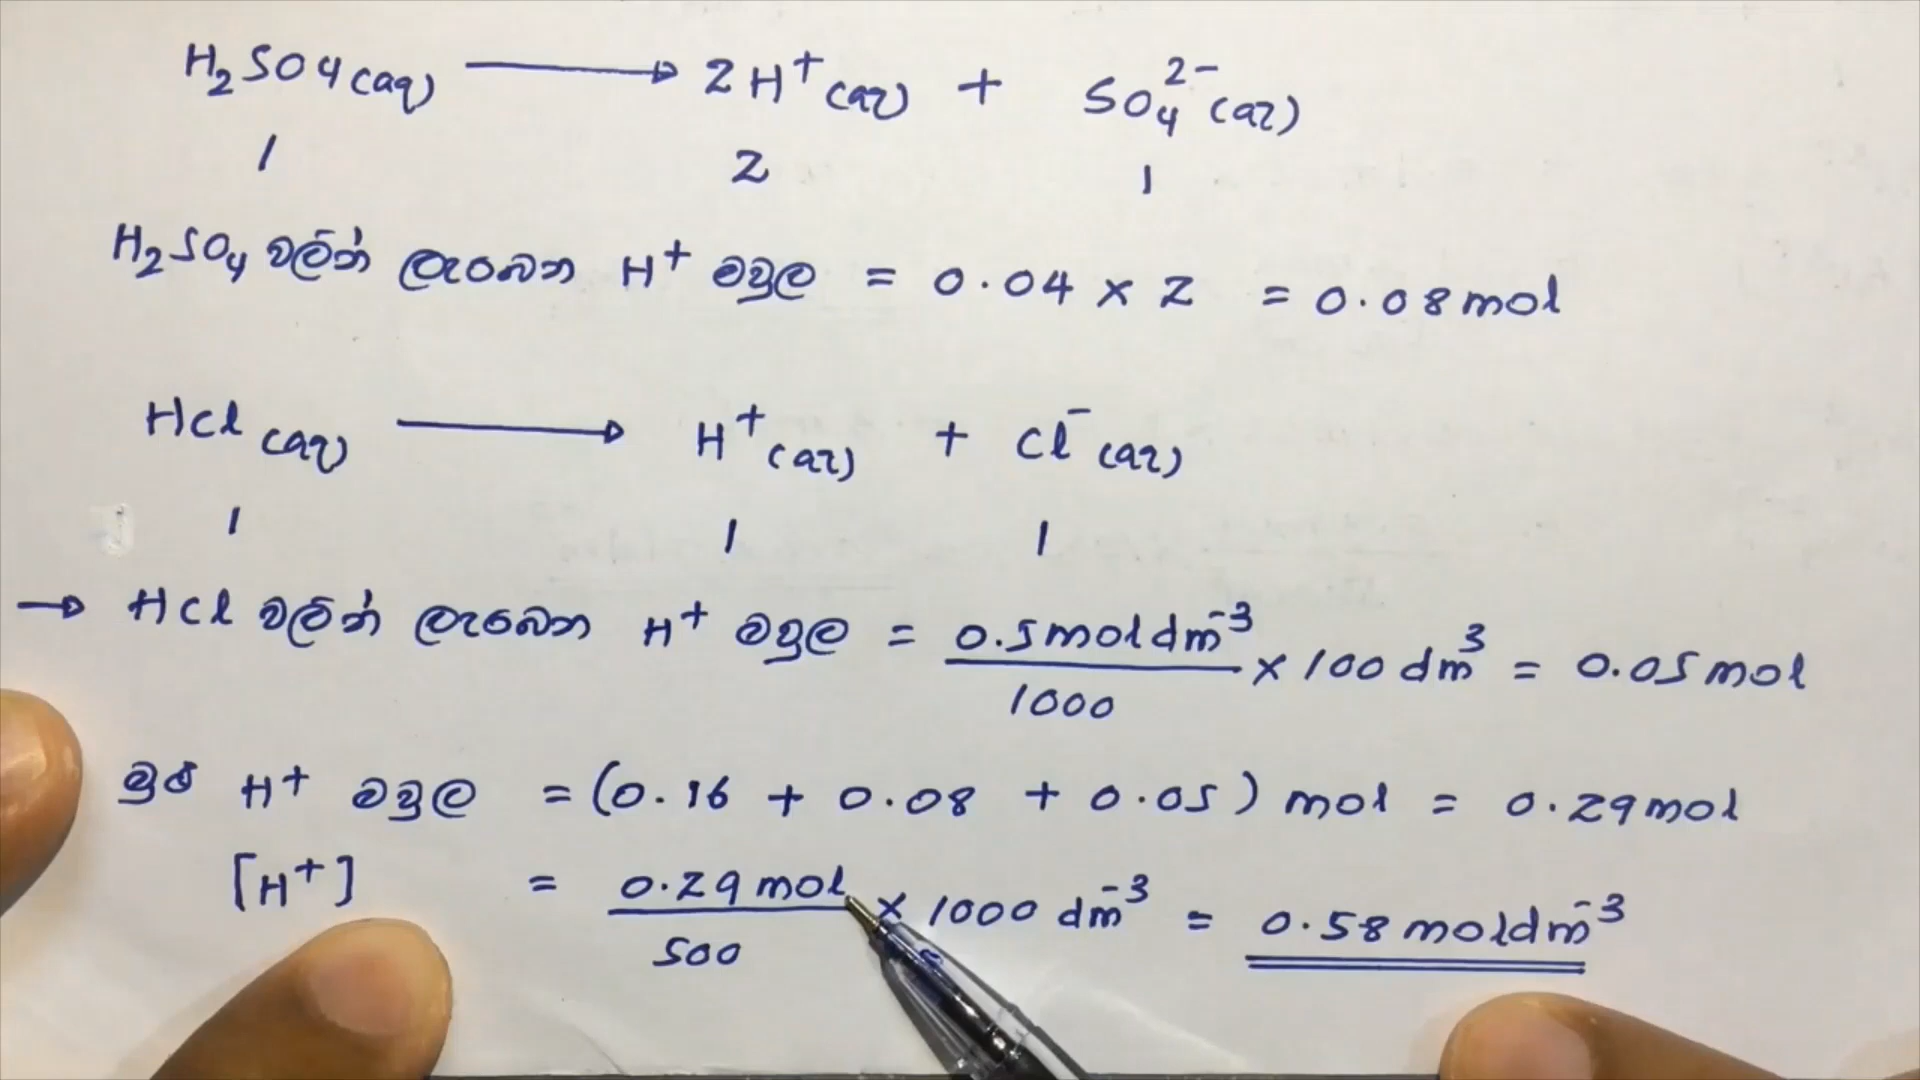 H₂SO₄(aq) → 2H⁺(aq) + SO₄²⁻(aq)
1 2 1
H₂SO₄ වලින් ලැබෙන H⁺ මවුල = 0.04 × 2 = 0.08 mol
HCl(aq) → H⁺(aq) + Cl⁻(aq)
1 1 1
→ HCl වලින් ලැබෙන H⁺ මවුල = 0.5 mol dm⁻³ / 1000 × 100 dm³ = 0.05 mol
මුළු H⁺ මවුල = (0.16 + 0.08 + 0.05) mol = 0.29 mol
[H⁺] = 0.29 mol / 500 × 1000 dm⁻³ = 0.58 mol dm⁻³